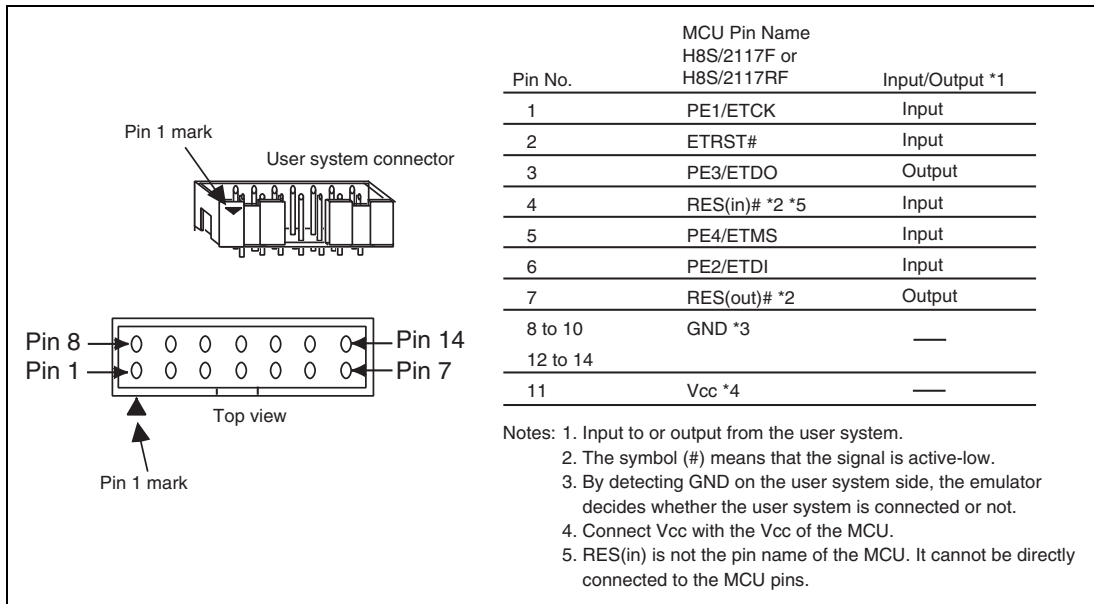 Pin 1 mark
User system connector
Pin 8
Pin 1
Pin 14
Pin 7
Top view
Pin 1 mark
Pin No. MCU Pin Name H8S/2117F or H8S/2117RF Input/Output *1
1 PE1/ETCK Input
2 ETRST# Input
3 PE3/ETDO Output
4 RES(in)# *2 *5 Input
5 PE4/ETMS Input
6 PE2/ETDI Input
7 RES(out)# *2 Output
8 to 10 GND *3 —
12 to 14
11 Vcc *4 —
Notes: 1. Input to or output from the user system.
2. The symbol (#) means that the signal is active-low.
3. By detecting GND on the user system side, the emulator
decides whether the user system is connected or not.
4. Connect Vcc with the Vcc of the MCU.
5. RES(in) is not the pin name of the MCU. It cannot be directly
connected to the MCU pins.